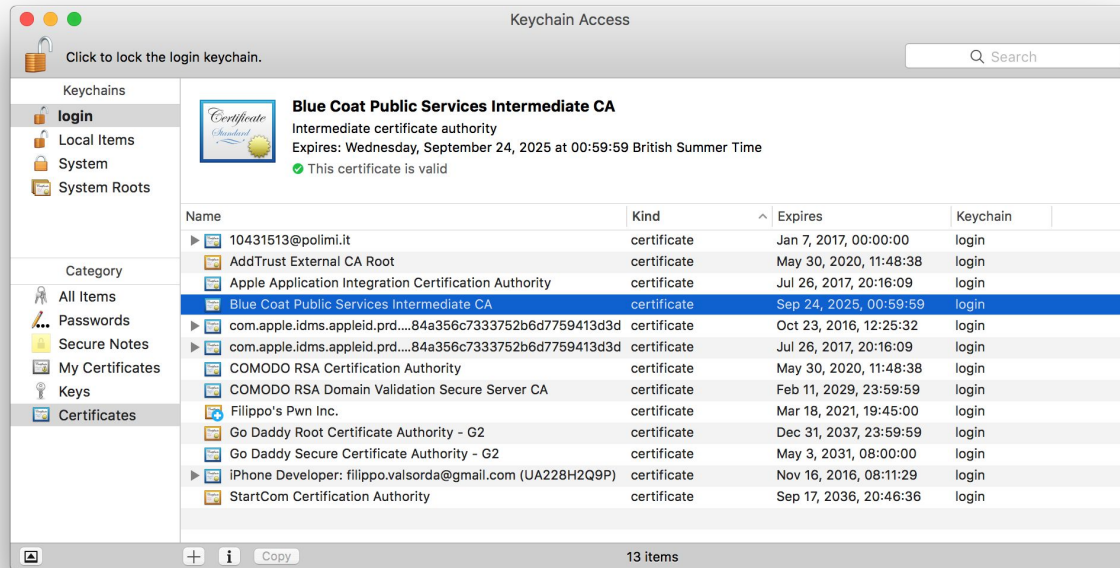 Keychain Access
Click to lock the login keychain.
Search
Keychains
login
Local Items
System
System Roots
Certificate
Standard
Blue Coat Public Services Intermediate CA
Intermediate certificate authority
Expires: Wednesday, September 24, 2025 at 00:59:59 British Summer Time
This certificate is valid
Name Kind Expires Keychain
10431513@polimi.it certificate Jan 7, 2017, 00:00:00 login
AddTrust External CA Root certificate May 30, 2020, 11:48:38 login
Apple Application Integration Certification Authority certificate Jul 26, 2017, 20:16:09 login
Blue Coat Public Services Intermediate CA certificate Sep 24, 2025, 00:59:59 login
com.apple.idms.appleid.prd....84a356c7333752b6d7759413d3d certificate Oct 23, 2016, 12:25:32 login
com.apple.idms.appleid.prd....84a356c7333752b6d7759413d3d certificate Jul 26, 2017, 20:16:09 login
COMODO RSA Certification Authority certificate May 30, 2020, 11:48:38 login
COMODO RSA Domain Validation Secure Server CA certificate Feb 11, 2029, 23:59:59 login
Filippo's Pwn Inc. certificate Mar 18, 2021, 19:45:00 login
Go Daddy Root Certificate Authority - G2 certificate Dec 31, 2037, 23:59:59 login
Go Daddy Secure Certificate Authority - G2 certificate May 3, 2031, 08:00:00 login
iPhone Developer: filippo.valsorda@gmail.com (UA228H2Q9P) certificate Nov 16, 2016, 08:11:29 login
StartCom Certification Authority certificate Sep 17, 2036, 20:46:36 login
Category
All Items
Passwords
Secure Notes
My Certificates
Keys
Certificates
Copy
13 items